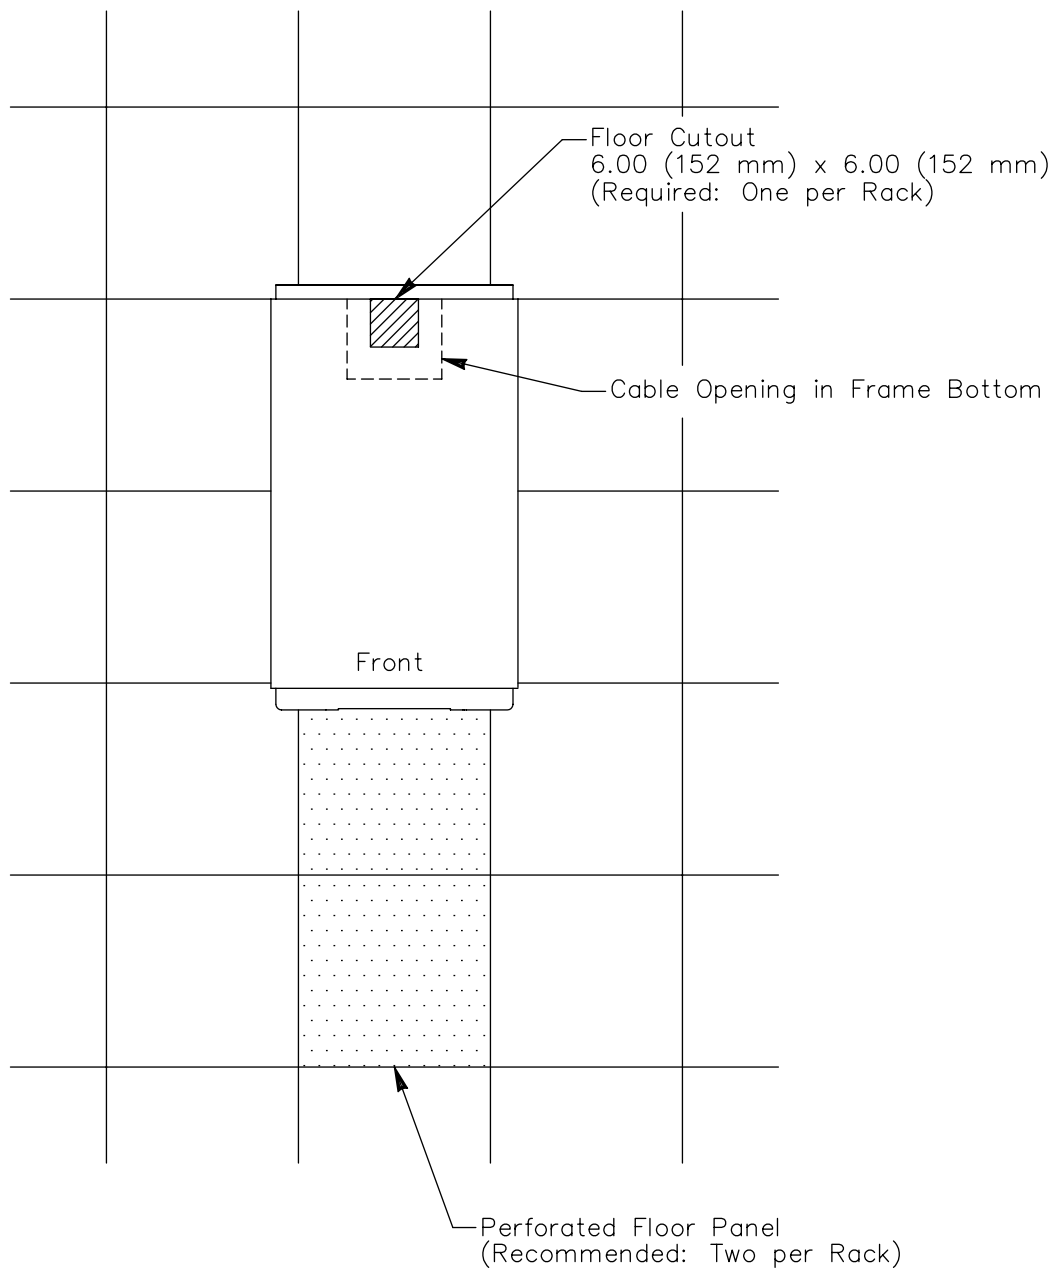 Floor Cutout
6.00 (152 mm) x 6.00 (152 mm)
(Required: One per Rack)
Cable Opening in Frame Bottom
Front
Perforated Floor Panel
(Recommended: Two per Rack)